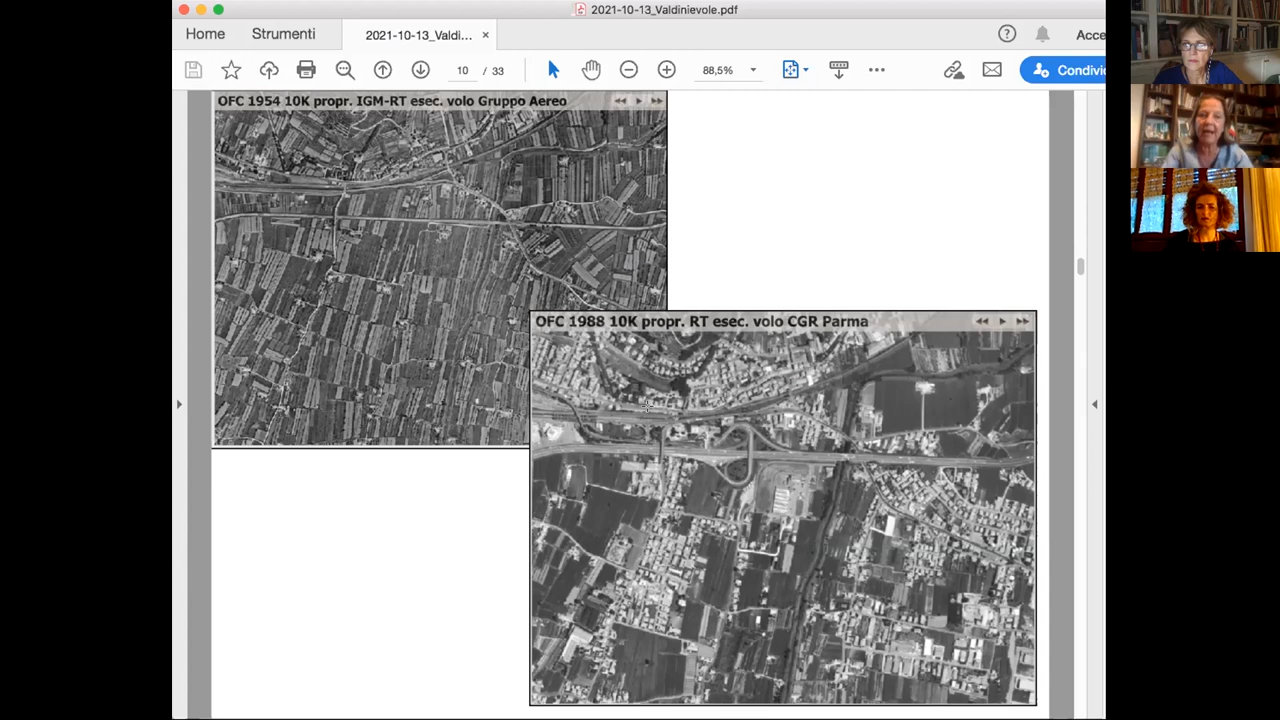 2021-10-13_Valdinievole.pdf
Home
Strumenti
2021-10-13_Valdi...
Acce
10 / 33
88,5%
Condivi
OFC 1954 10K propr. IGM-RT esec. volo Gruppo Aereo
OFC 1988 10K propr. RT esec. volo CGR Parma